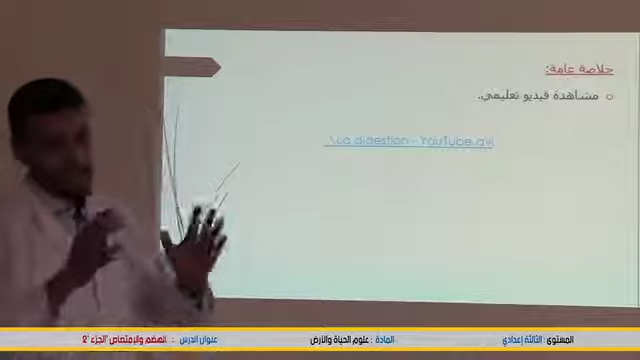 خلاصة عامة:
مشاهدة فيديو تعليمي.
La digestion - YouTube.avi
المستوى : الثالثة إعدادي المادة : علوم الحياة والأرض عنوان الدرس : الهضم والإمتصاص "الجزء 2"